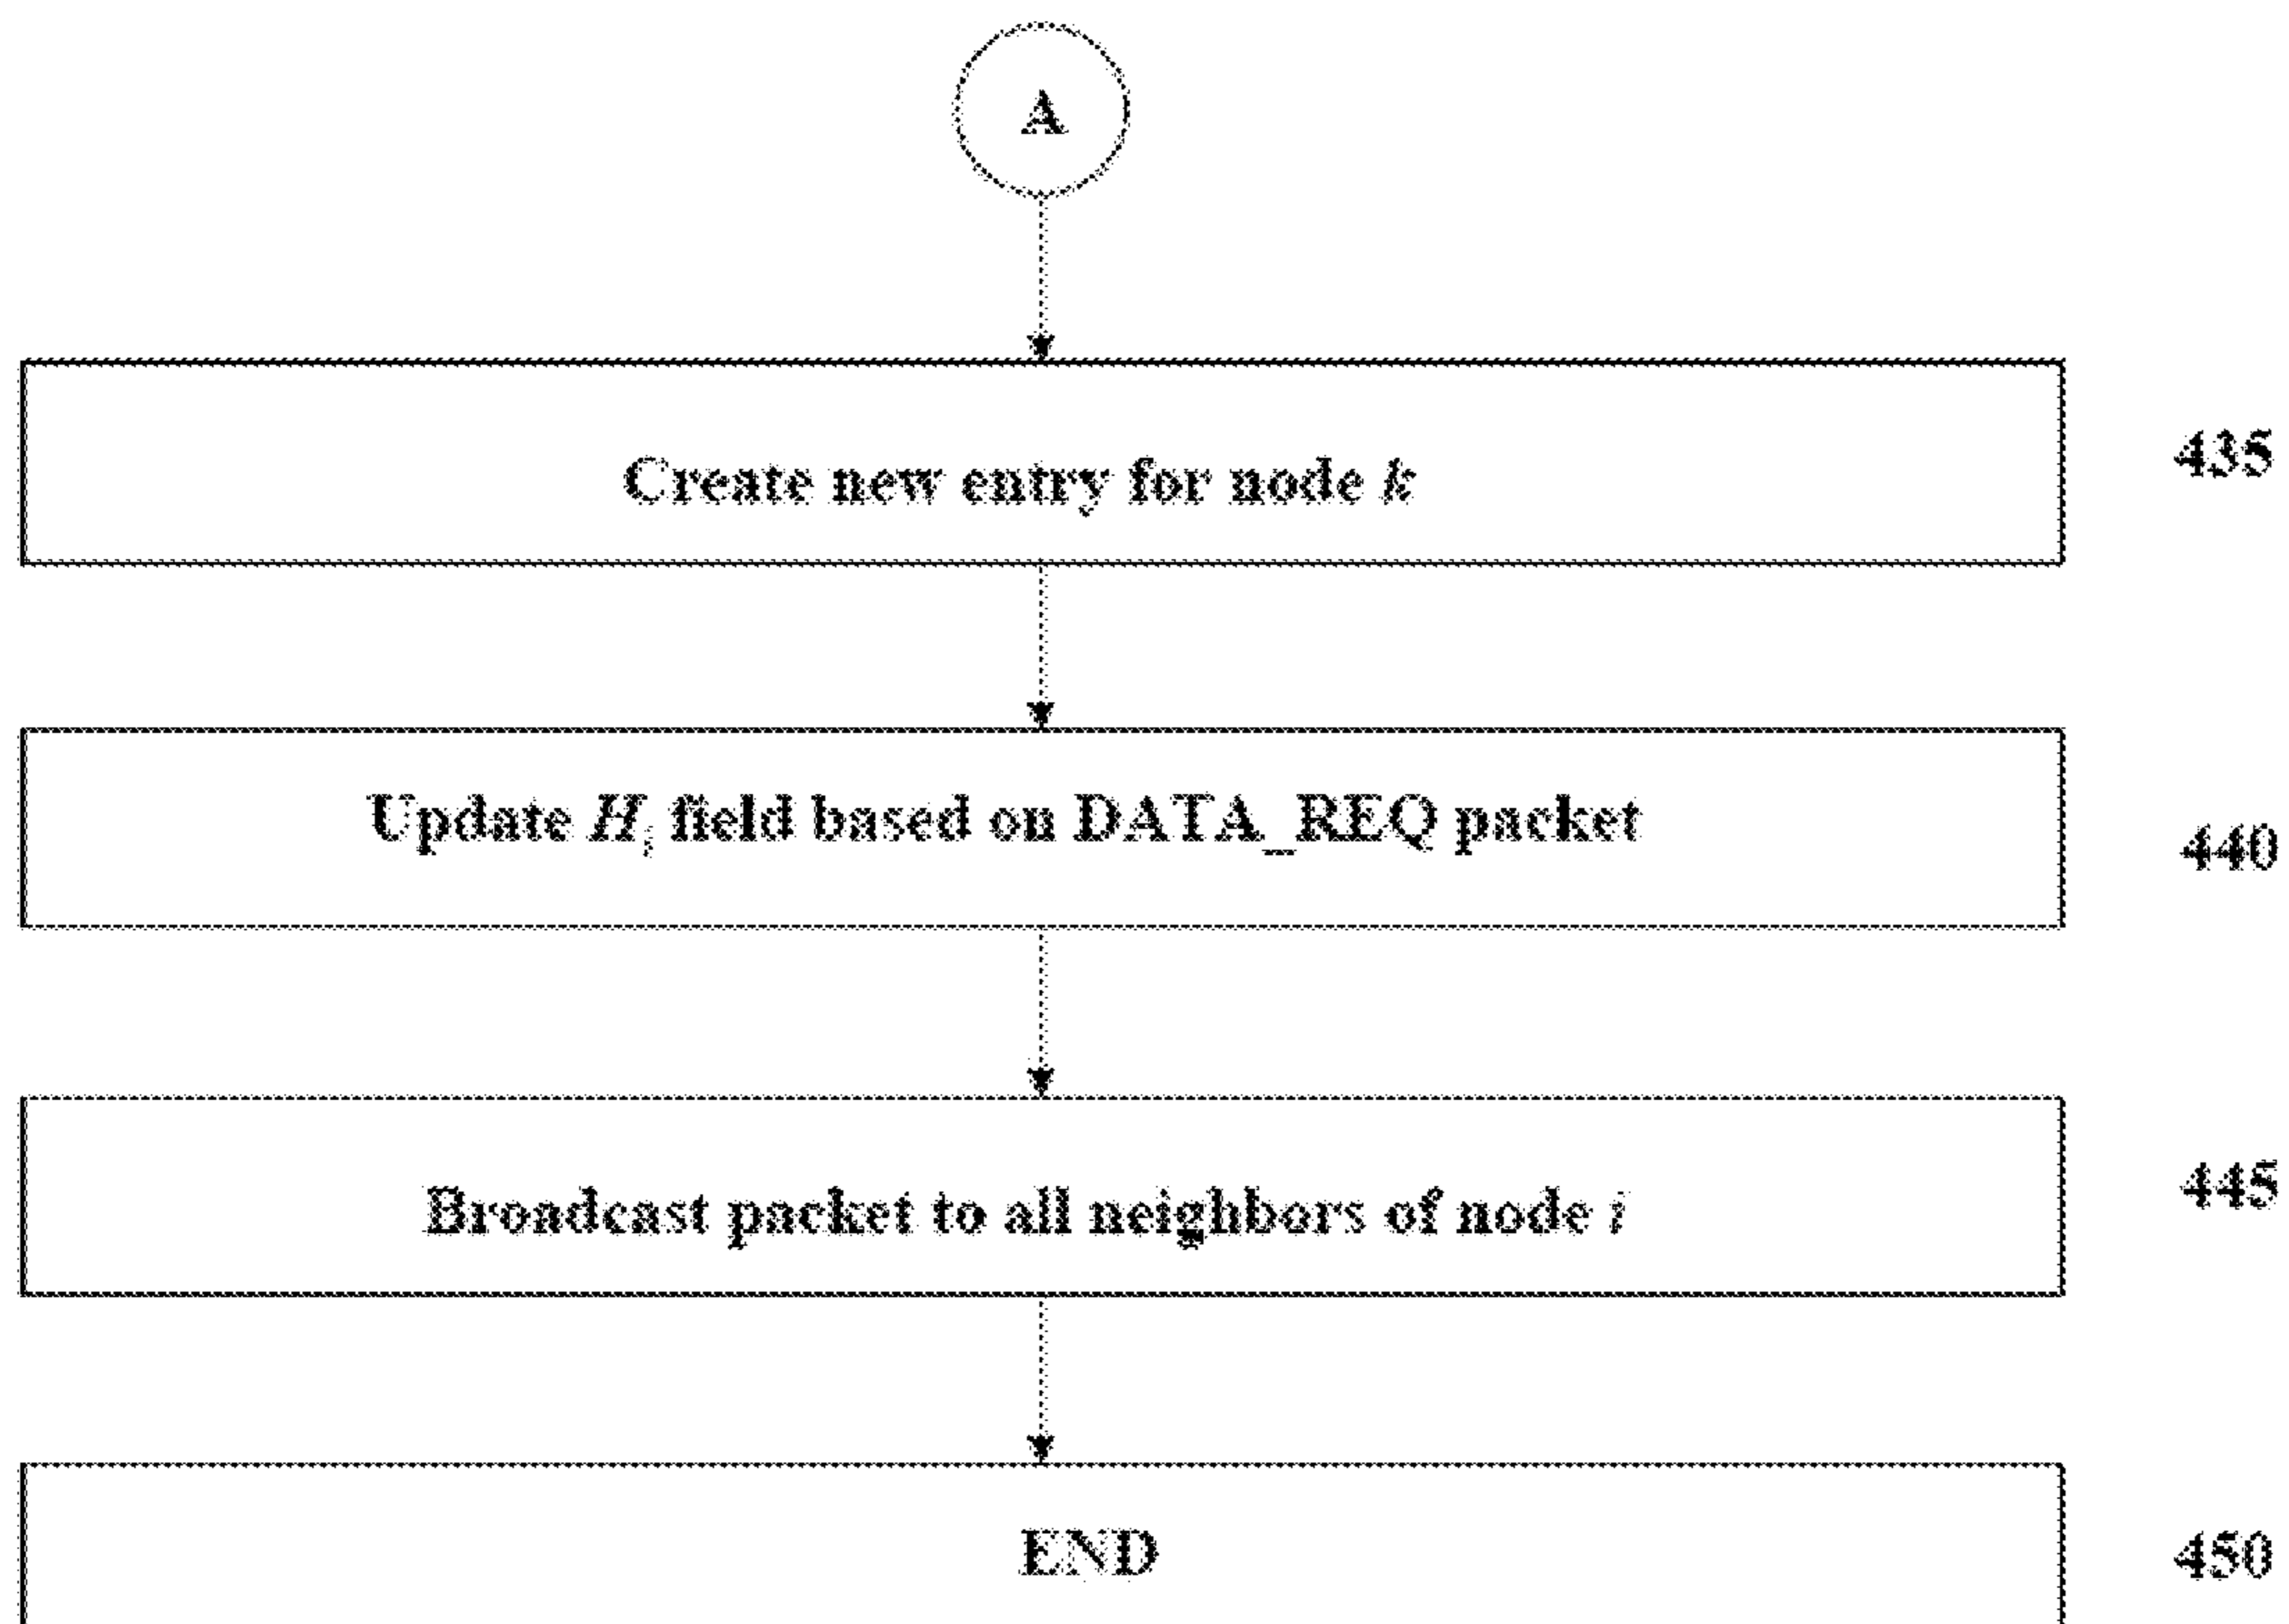 A
Create new entry for node k
435
Update Hi field based on DATA_REQ packet
440
Broadcast packet to all neighbors of node i
445
END
450